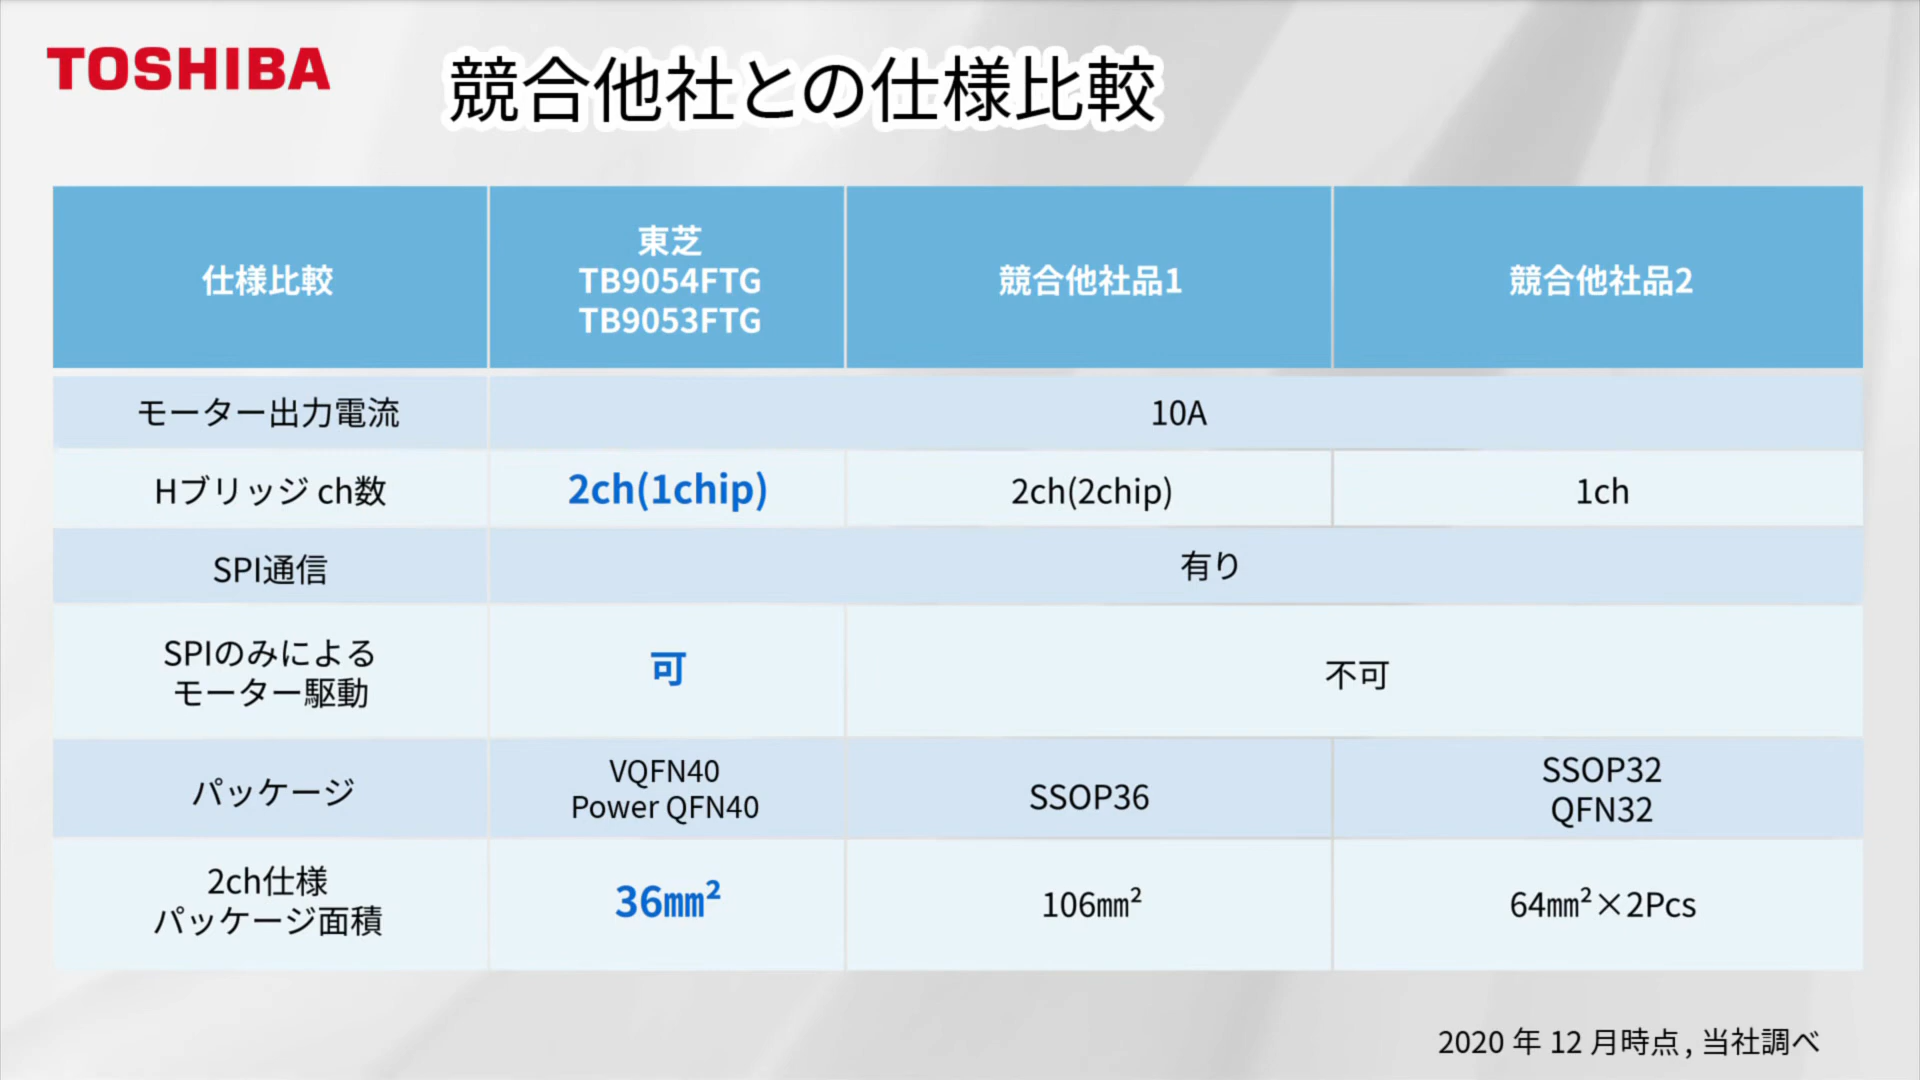 TOSHIBA
競合他社との仕様比較
仕様比較
東芝
TB9054FTG
TB9053FTG
競合他社品1
競合他社品2
モーター出力電流
10A
Hブリッジ ch数
2ch(1chip)
2ch(2chip)
1ch
SPI通信
有り
SPIのみによる
モーター駆動
可
不可
パッケージ
VQFN40
Power QFN40
SSOP36
SSOP32
QFN32
2ch仕様
パッケージ面積
36㎜²
106㎜²
64㎜²×2Pcs
2020 年 12 月時点 , 当社調べ